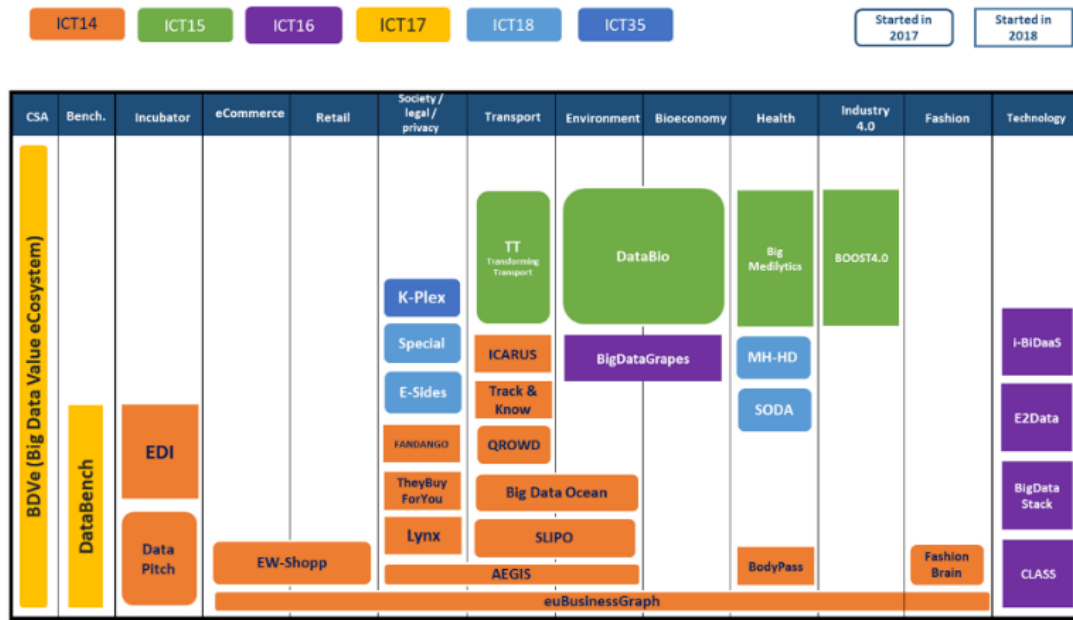 ICT14
ICT15
ICT16
ICT17
ICT18
ICT35
Started in
2017
Started in
2018
CSA
Bench.
Incubator
eCommerce
Retail
Society /
legal /
privacy
Transport
Environment
Bioeconomy
Health
Industry
4.0
Fashion
Technology
BDVe (Big Data Value eCosystem)
DataBench
EDI
Data
Pitch
EW-Shopp
K-Plex
Special
E-Sides
FANDANGO
TheyBuy
ForYou
Lynx
TT
Transforming
Transport
ICARUS
Track &
Know
QROWD
Big Data Ocean
SLIPO
AEGIS
euBusinessGraph
DataBio
BigDataGrapes
Big
Medilytics
MH-HD
SODA
BodyPass
BOOST4.0
Fashion
Brain
i-BiDaaS
E2Data
BigData
Stack
CLASS